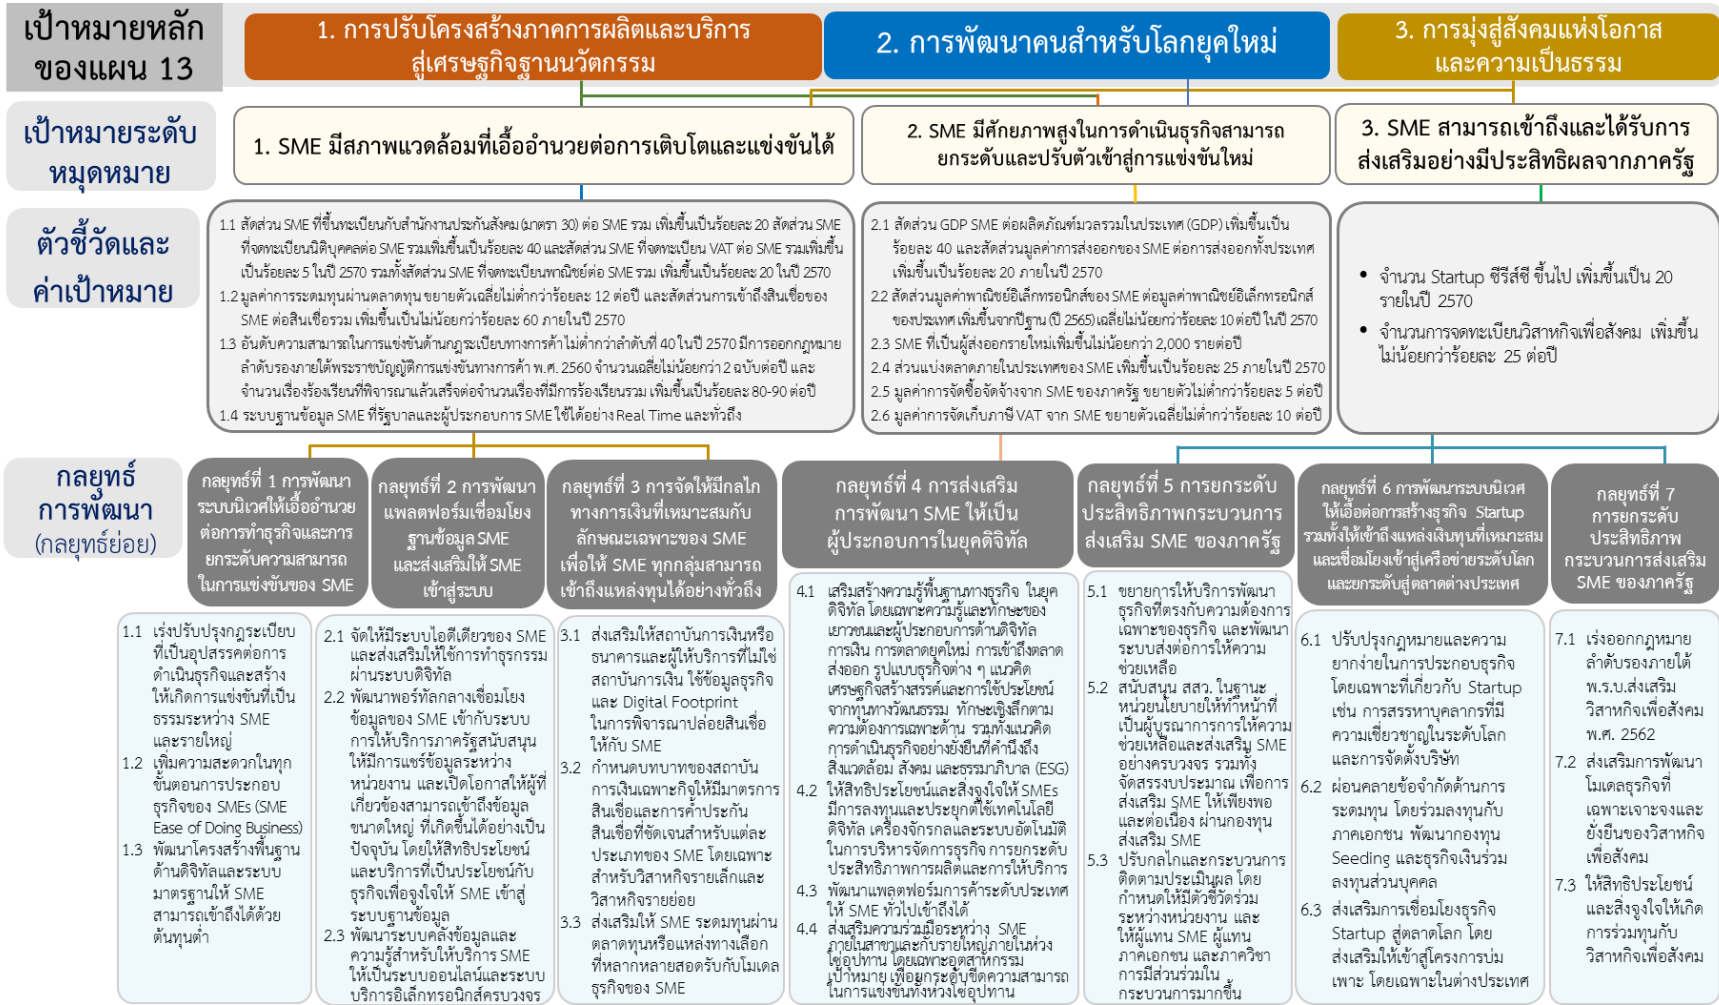 เป้าหมายหลัก
ของแผน 13
1. การปรับโครงสร้างภาคการผลิตและบริการ
สู่เศรษฐกิจฐานนวัตกรรม
2. การพัฒนาคนสำหรับโลกยุคใหม่
3. การมุ่งสู่สังคมแห่งโอกาส
และความเป็นธรรม
เป้าหมายระดับ
หมุดหมาย
1. SME มีสภาพแวดล้อมที่เอื้ออำนวยต่อการเติบโตและแข่งขันได้
2. SME มีศักยภาพสูงในการดำเนินธุรกิจสามารถ
ยกระดับและปรับตัวเข้าสู่การแข่งขันใหม่
3. SME สามารถเข้าถึงและได้รับการ
ส่งเสริมอย่างมีประสิทธิผลจากภาครัฐ
ตัวชี้วัดและ
ค่าเป้าหมาย
1.1 สัดส่วน SME ที่ขึ้นทะเบียนกับสำนักงานประกันสังคม (มาตรา 30) ต่อ SME รวม เพิ่มขึ้นเป็นร้อยละ 20 สัดส่วน SME
ที่จดทะเบียนนิติบุคคลต่อ SME รวมเพิ่มขึ้นเป็นร้อยละ 40 และสัดส่วน SME ที่จดทะเบียน VAT ต่อ SME รวมเพิ่มขึ้น
เป็นร้อยละ 5 ในปี 2570 รวมทั้งสัดส่วน SME ที่จดทะเบียนพาณิชย์ต่อ SME รวม เพิ่มขึ้นเป็นร้อยละ 20 ในปี 2570
1.2 มูลค่าการระดมทุนผ่านตลาดทุน ขยายตัวเฉลี่ยไม่ต่ำกว่าร้อยละ 12 ต่อปี และสัดส่วนการเข้าถึงสินเชื่อของ
SME ต่อสินเชื่อรวม เพิ่มขึ้นเป็นไม่น้อยกว่าร้อยละ 60 ภายในปี 2570
1.3 อันดับความสามารถในการแข่งขันด้านกฎระเบียบทางการค้า ไม่ต่ำกว่าลำดับที่ 40 ในปี 2570 มีการออกกฎหมาย
ลำดับรองภายใต้พระราชบัญญัติการแข่งขันทางการค้า พ.ศ. 2560 จำนวนเฉลี่ยไม่น้อยกว่า 2 ฉบับต่อปี และ
จำนวนเรื่องร้องเรียนที่พิจารณาแล้วเสร็จต่อจำนวนเรื่องที่มีการร้องเรียนรวม เพิ่มขึ้นเป็นร้อยละ 80-90 ต่อปี
1.4 ระบบฐานข้อมูล SME ที่รัฐบาลและผู้ประกอบการ SME ใช้ได้อย่าง Real Time และทั่วถึง
2.1 สัดส่วน GDP SME ต่อผลิตภัณฑ์มวลรวมในประเทศ (GDP) เพิ่มขึ้นเป็น
ร้อยละ 40 และสัดส่วนมูลค่าการส่งออกของ SME ต่อการส่งออกทั้งประเทศ
เพิ่มขึ้นเป็นร้อยละ 20 ภายในปี 2570
2.2 สัดส่วนมูลค่าพาณิชย์อิเล็กทรอนิกส์ของ SME ต่อมูลค่าพาณิชย์อิเล็กทรอนิกส์
ของประเทศ เพิ่มขึ้นจากปีฐาน (ปี 2565) เฉลี่ยไม่น้อยกว่าร้อยละ 10 ต่อปี ในปี 2570
2.3 SME ที่เป็นผู้ส่งออกรายใหม่เพิ่มขึ้นไม่น้อยกว่า 2,000 รายต่อปี
2.4 ส่วนแบ่งตลาดภายในประเทศของ SME เพิ่มขึ้นเป็นร้อยละ 25 ภายในปี 2570
2.5 มูลค่าการจัดซื้อจัดจ้างจาก SME ของภาครัฐ ขยายตัวไม่ต่ำกว่าร้อยละ 5 ต่อปี
2.6 มูลค่าการจัดเก็บภาษี VAT จาก SME ขยายตัวเฉลี่ยไม่ต่ำกว่าร้อยละ 10 ต่อปี
• จำนวน Startup ซีรีส์ซี ขึ้นไป เพิ่มขึ้นเป็น 20
รายในปี 2570
• จำนวนการจดทะเบียนวิสาหกิจเพื่อสังคม เพิ่มขึ้น
ไม่น้อยกว่าร้อยละ 25 ต่อปี
กลยุทธ์
การพัฒนา
(กลยุทธ์ย่อย)
กลยุทธ์ที่ 1 การพัฒนา
ระบบนิเวศให้เอื้ออำนวย
ต่อการทำธุรกิจและการ
ยกระดับความสามารถ
ในการแข่งขันของ SME
กลยุทธ์ที่ 2 การพัฒนา
แพลตฟอร์มเชื่อมโยง
ฐานข้อมูล SME
และส่งเสริมให้ SME
เข้าสู่ระบบ
กลยุทธ์ที่ 3 การจัดให้มีกลไก
ทางการเงินที่เหมาะสมกับ
ลักษณะเฉพาะของ SME
เพื่อให้ SME ทุกกลุ่มสามารถ
เข้าถึงแหล่งทุนได้อย่างทั่วถึง
กลยุทธ์ที่ 4 การส่งเสริม
การพัฒนา SME ให้เป็น
ผู้ประกอบการในยุคดิจิทัล
กลยุทธ์ที่ 5 การยกระดับ
ประสิทธิภาพกระบวนการ
ส่งเสริม SME ของภาครัฐ
กลยุทธ์ที่ 6 การพัฒนาระบบนิเวศ
ให้เอื้อต่อการสร้างธุรกิจ Startup
รวมทั้งให้เข้าถึงแหล่งเงินทุนที่เหมาะสม
และเชื่อมโยงเข้าสู่เครือข่ายระดับโลก
และยกระดับสู่ตลาดต่างประเทศ
กลยุทธ์ที่ 7
การยกระดับ
ประสิทธิภาพ
กระบวนการส่งเสริม
SME ของภาครัฐ
1.1 เร่งปรับปรุงกฎระเบียบ
ที่เป็นอุปสรรคต่อการ
ดำเนินธุรกิจและสร้าง
ให้เกิดการแข่งขันที่เป็น
ธรรมระหว่าง SME
และรายใหญ่
1.2 เพิ่มความสะดวกในทุก
ขั้นตอนการประกอบ
ธุรกิจของ SMEs (SME
Ease of Doing Business)
1.3 พัฒนาโครงสร้างพื้นฐาน
ด้านดิจิทัลและระบบ
มาตรฐานให้ SME
สามารถเข้าถึงได้ด้วย
ต้นทุนต่ำ
2.1 จัดให้มีระบบไอดีเดียวของ SME
และส่งเสริมให้ใช้การทำธุรกรรม
ผ่านระบบดิจิทัล
2.2 พัฒนาพอร์ทัลกลางเชื่อมโยง
ข้อมูลของ SME เข้ากับระบบ
การให้บริการภาครัฐสนับสนุน
ให้มีการแชร์ข้อมูลระหว่าง
หน่วยงาน และเปิดโอกาสให้ผู้ที่
เกี่ยวข้องสามารถเข้าถึงข้อมูล
ขนาดใหญ่ ที่เกิดขึ้นได้อย่างเป็น
ปัจจุบัน โดยให้สิทธิประโยชน์
และบริการที่เป็นประโยชน์กับ
ธุรกิจเพื่อจูงใจให้ SME เข้าสู่
ระบบฐานข้อมูล
2.3 พัฒนาระบบคลังข้อมูลและ
ความรู้สำหรับให้บริการ SME
ให้เป็นระบบออนไลน์และระบบ
บริการอิเล็กทรอนิกส์ครบวงจร
3.1 ส่งเสริมให้สถาบันการเงินหรือ
ธนาคารและผู้ให้บริการที่ไม่ใช่
สถาบันการเงิน ใช้ข้อมูลธุรกิจ
และ Digital Footprint
ในการพิจารณาปล่อยสินเชื่อ
ให้กับ SME
3.2 กำหนดบทบาทของสถาบัน
การเงินเฉพาะกิจให้มีมาตรการ
สินเชื่อและการค้ำประกัน
สินเชื่อที่ชัดเจนสำหรับแต่ละ
ประเภทของ SME โดยเฉพาะ
สำหรับวิสาหกิจรายเล็กและ
วิสาหกิจรายย่อย
3.3 ส่งเสริมให้ SME ระดมทุนผ่าน
ตลาดทุนหรือแหล่งทางเลือก
ที่หลากหลายสอดรับกับโมเดล
ธุรกิจของ SME
4.1 เสริมสร้างความรู้พื้นฐานทางธุรกิจ ในยุค
ดิจิทัล โดยเฉพาะความรู้และทักษะของ
เยาวชนและผู้ประกอบการด้านดิจิทัล
การเงิน การตลาดยุคใหม่ การเข้าถึงตลาด
ส่งออก รูปแบบธุรกิจต่าง ๆ แนวคิด
เศรษฐกิจสร้างสรรค์และการใช้ประโยชน์
จากทุนทางวัฒนธรรม ทักษะเชิงลึกตาม
ความต้องการเฉพาะด้าน รวมทั้งแนวคิด
การดำเนินธุรกิจอย่างยั่งยืนที่คำนึงถึง
สิ่งแวดล้อม สังคม และธรรมาภิบาล (ESG)
4.2 ให้สิทธิประโยชน์และสิ่งจูงใจให้ SMEs
มีการลงทุนและประยุกต์ใช้เทคโนโลยี
ดิจิทัล เครื่องจักรกลและระบบอัตโนมัติ
ในการบริหารจัดการธุรกิจ การยกระดับ
ประสิทธิภาพการผลิตและการให้บริการ
4.3 พัฒนาแพลตฟอร์มการค้าระดับประเทศ
ให้ SME ทั่วไปเข้าถึงได้
4.4 ส่งเสริมความร่วมมือระหว่าง SME
ภายในสาขาและกับรายใหญ่ภายในห่วง
โซ่อุปทาน โดยเฉพาะอุตสาหกรรม
เป้าหมาย เพื่อยกระดับขีดความสามารถ
ในการแข่งขันทั้งห่วงโซ่อุปทาน
5.1 ขยายการให้บริการพัฒนา
ธุรกิจที่ตรงกับความต้องการ
เฉพาะของธุรกิจ และพัฒนา
ระบบส่งต่อการให้ความ
ช่วยเหลือ
5.2 สนับสนุน สสว. ในฐานะ
หน่วยนโยบายให้ทำหน้าที่
เป็นผู้บูรณาการการให้ความ
ช่วยเหลือและส่งเสริม SME
อย่างครบวงจร รวมทั้ง
จัดสรรงบประมาณ เพื่อการ
ส่งเสริม SME ให้เพียงพอ
และต่อเนื่อง ผ่านกองทุน
ส่งเสริม SME
5.3 ปรับกลไกและกระบวนการ
ติดตามประเมินผล โดย
กำหนดให้มีตัวชี้วัดร่วม
ระหว่างหน่วยงาน และ
ให้ผู้แทน SME ผู้แทน
ภาคเอกชน และภาควิชา
การมีส่วนร่วมใน
กระบวนการมากขึ้น
6.1 ปรับปรุงกฎหมายและความ
ยากง่ายในการประกอบธุรกิจ
โดยเฉพาะที่เกี่ยวกับ Startup
เช่น การสรรหาบุคลากรที่มี
ความเชี่ยวชาญในระดับโลก
และการจัดตั้งบริษัท
6.2 ผ่อนคลายข้อจำกัดด้านการ
ระดมทุน โดยร่วมลงทุนกับ
ภาคเอกชน พัฒนากองทุน
Seeding และธุรกิจเงินร่วม
ลงทุนส่วนบุคคล
6.3 ส่งเสริมการเชื่อมโยงธุรกิจ
Startup สู่ตลาดโลก โดย
ส่งเสริมให้เข้าสู่โครงการบ่ม
เพาะ โดยเฉพาะในต่างประเทศ
7.1 เร่งออกกฎหมาย
ลำดับรองภายใต้
พ.ร.บ.ส่งเสริม
วิสาหกิจเพื่อสังคม
พ.ศ. 2562
7.2 ส่งเสริมการพัฒนา
โมเดลธุรกิจที่
เฉพาะเจาะจงและ
ยั่งยืนของวิสาหกิจ
เพื่อสังคม
7.3 ให้สิทธิประโยชน์
และสิ่งจูงใจให้เกิด
การร่วมทุนกับ
วิสาหกิจเพื่อสังคม